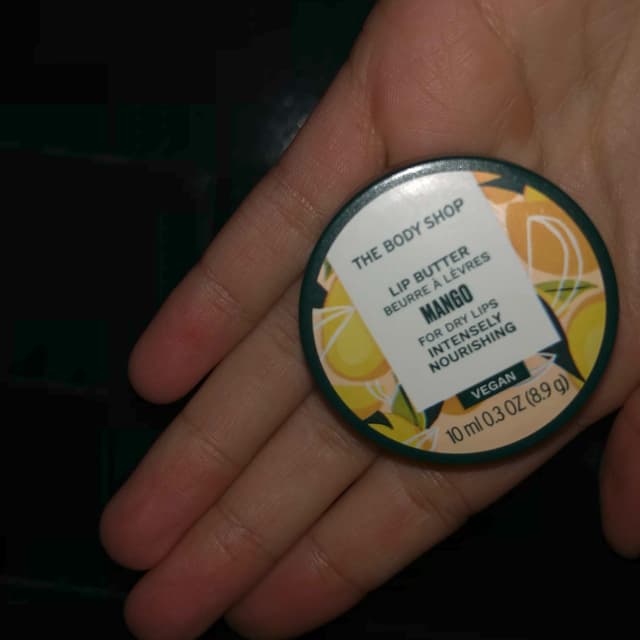 THE BODY SHOP
LIP BUTTER
BEURRE À LÈVRES
MANGO
FOR DRY LIPS
INTENSELY
NOURISHING
VEGAN
10 ml 0.3 OZ (8.9 g)